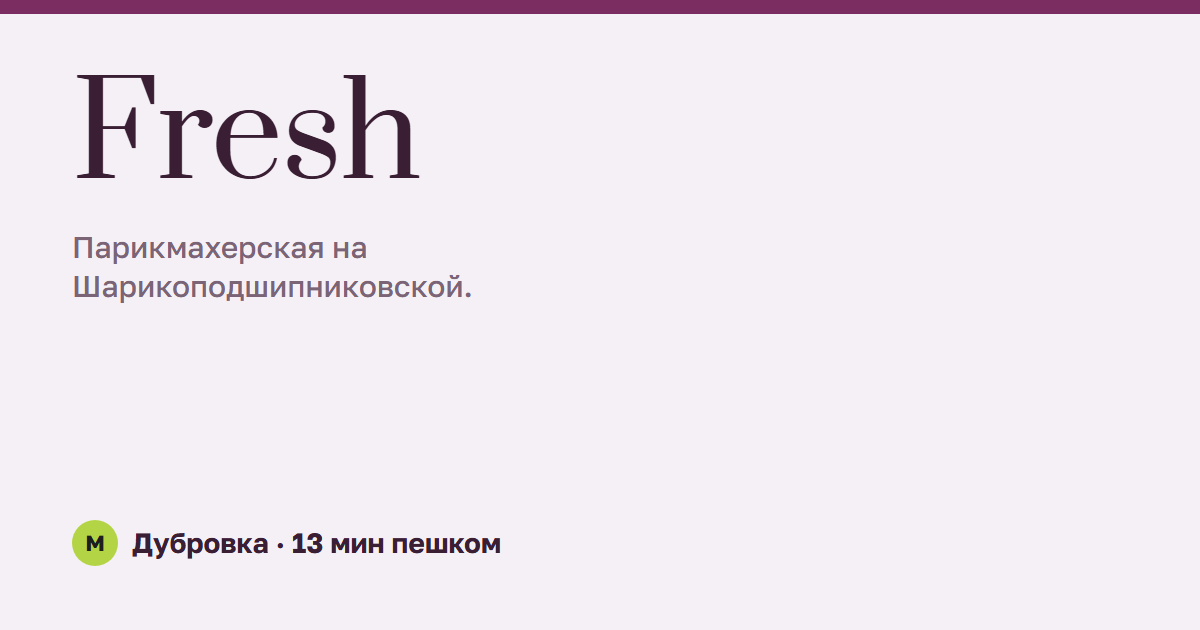 Fresh
Парикмахерская на
Шарикоподшипниковской.
М Дубровка · 13 мин пешком